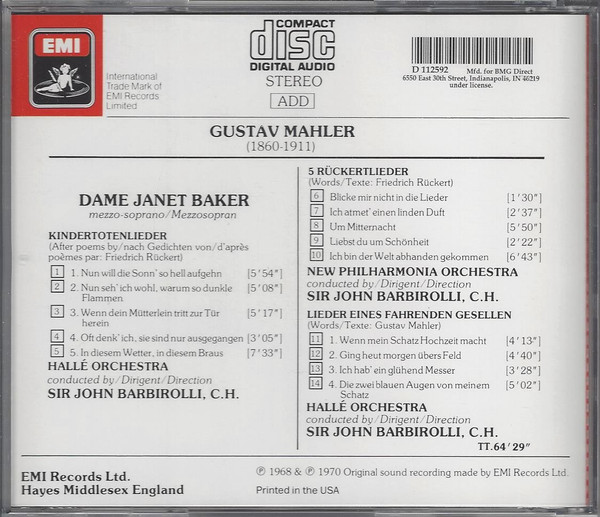 EMI
International
Trade Mark of
EMI Records
Limited
COMPACT
disc
DIGITAL AUDIO
STEREO
ADD
D 112592 Mfd. for BMG Direct
6550 East 30th Street, Indianapolis, IN 46219
under license.
GUSTAV MAHLER
(1860-1911)
DAME JANET BAKER
mezzo-soprano/Mezzosopran
KINDERTOTENLIEDER
(After poems by/nach Gedichten von/d'après
poèmes par: Friedrich Rückert)
1 1. Nun will die Sonn' so hell aufgehn [5'54"]
2 2. Nun seh' ich wohl, warum so dunkle [5'08"]
Flammen
3 3. Wenn dein Mütterlein tritt zur Tür [5'17"]
herein
4 4. Oft denk' ich, sie sind nur ausgegangen [3'05"]
5 5. In diesem Wetter, in diesem Braus [7'33"]
HALLÉ ORCHESTRA
conducted by/Dirigent/Direction
SIR JOHN BARBIROLLI, C.H.
5 RÜCKERTLIEDER
(Words/Texte: Friedrich Rückert)
6 Blicke mir nicht in die Lieder [1'30"]
7 Ich atmet' einen linden Duft [2'37"]
8 Um Mitternacht [5'50"]
9 Liebst du um Schönheit [2'22"]
10 Ich bin der Welt abhanden gekommen [6'43"]
NEW PHILHARMONIA ORCHESTRA
conducted by/Dirigent/Direction
SIR JOHN BARBIROLLI, C.H.
LIEDER EINES FAHRENDEN GESELLEN
(Words/Texte: Gustav Mahler)
11 1. Wenn mein Schatz Hochzeit macht [4'13"]
12 2. Ging heut morgen übers Feld [4'40"]
13 3. Ich hab' ein glühend Messer [3'28"]
14 4. Die zwei blauen Augen von meinem [5'02"]
Schatz
HALLÉ ORCHESTRA
conducted by/Dirigent/Direction
SIR JOHN BARBIROLLI, C.H.
TT.64'29"
EMI Records Ltd.
Hayes Middlesex England
℗ 1968 & ℗ 1970 Original sound recording made by EMI Records Ltd.
Printed in the USA